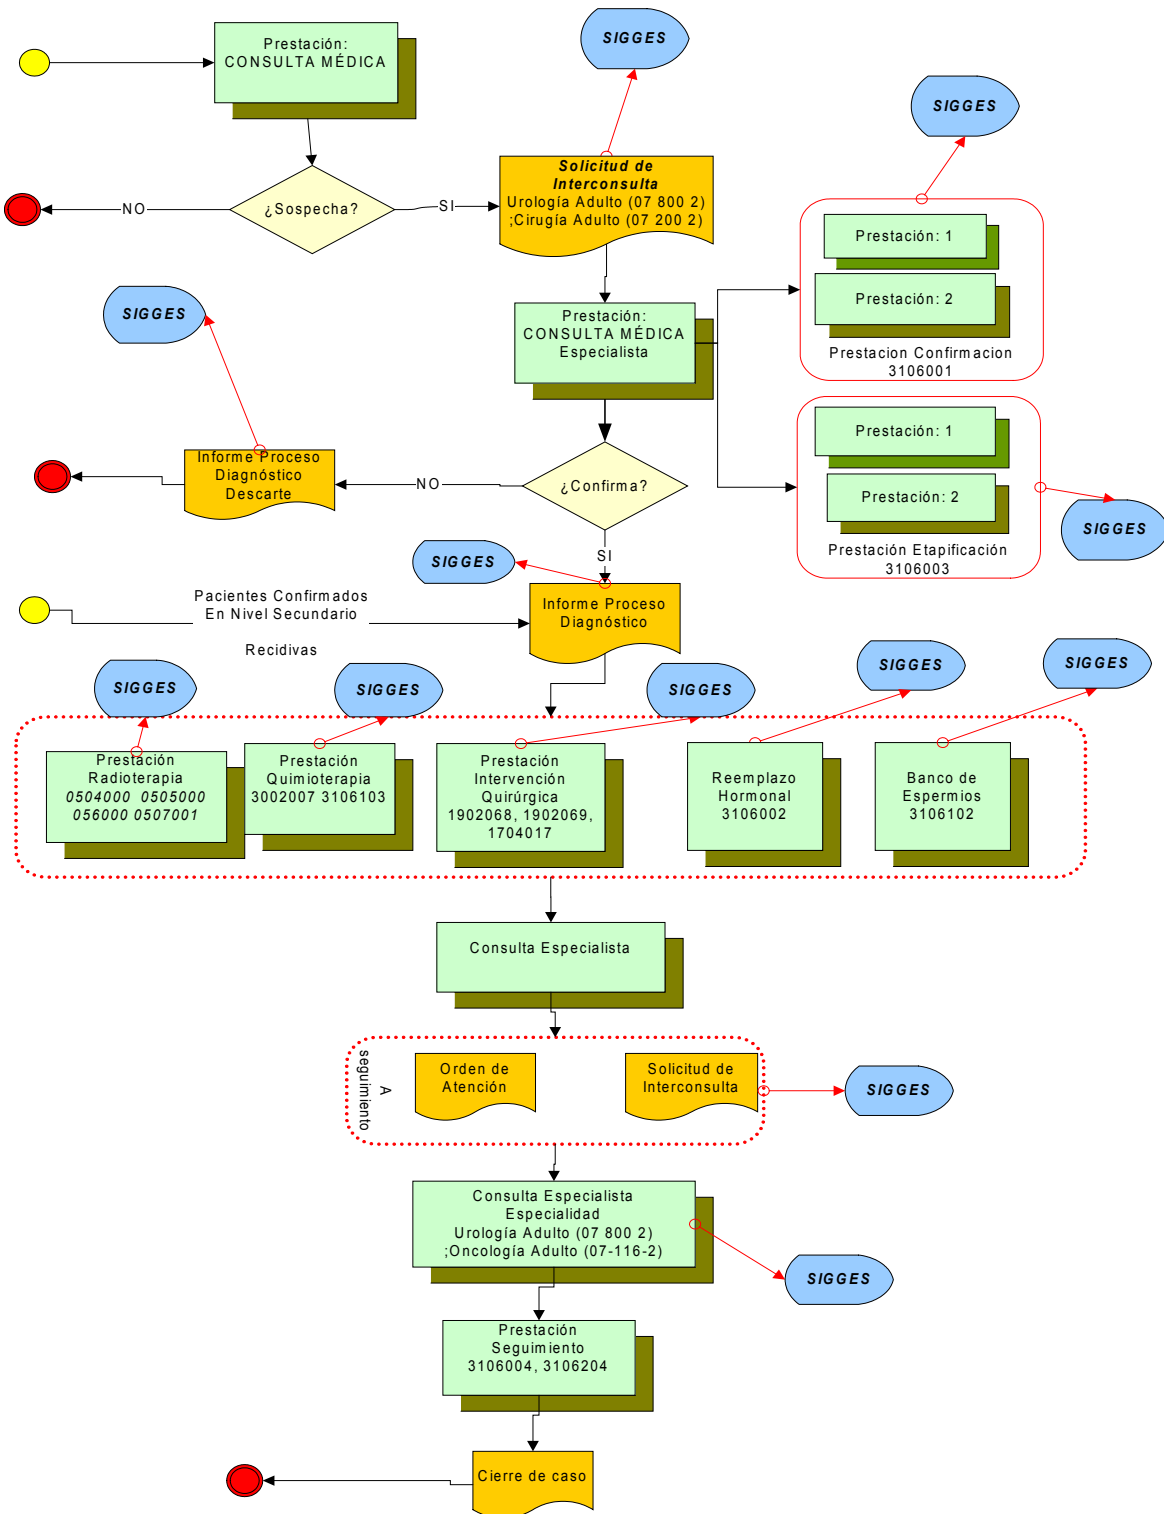 Prestación:
CONSULTA MÉDICA
SIGGES
SIGGES
¿Sospecha?
NO
SI
Solicitud de
Interconsulta
Urología Adulto (07 800 2)
;Cirugía Adulto (07 200 2)
Prestación: 1
Prestación: 2
Prestacion Confirmacion
3106001
SIGGES
Prestación:
CONSULTA MÉDICA
Especialista
Prestación: 1
Prestación: 2
Prestación Etapificación
3106003
SIGGES
Informe Proceso
Diagnóstico
Descarte
NO
¿Confirma?
SI
SIGGES
Pacientes Confirmados
En Nivel Secundario
Recidivas
Informe Proceso
Diagnóstico
SIGGES
SIGGES
SIGGES
SIGGES
SIGGES
Prestación
Radioterapia
0504000 0505000
056000 0507001
Prestación
Quimioterapia
3002007 3106103
Prestación
Intervención
Quirúrgica
1902068, 1902069,
1704017
Reemplazo
Hormonal
3106002
Banco de
Espermios
3106102
Consulta Especialista
A
seguimiento
Orden de
Atención
Solicitud de
Interconsulta
SIGGES
Consulta Especialista
Especialidad
Urología Adulto (07 800 2)
;Oncología Adulto (07-116-2)
SIGGES
Prestación
Seguimiento
3106004, 3106204
Cierre de caso